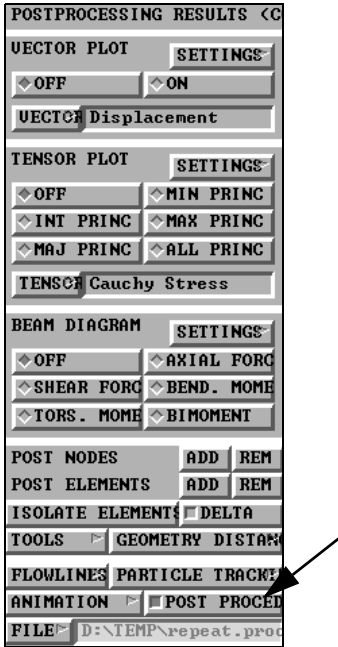 POSTPROCESSING RESULTS (C
VECTOR PLOT SETTINGS
OFF ON
VECTOR Displacement
TENSOR PLOT SETTINGS
OFF MIN PRINC
INT PRINC MAX PRINC
MAJ PRINC ALL PRINC
TENSOR Cauchy Stress
BEAM DIAGRAM SETTINGS
OFF AXIAL FORC
SHEAR FORC BEND. MOME
TORS. MOME BIMOMENT
POST NODES ADD REM
POST ELEMENTS ADD REM
ISOLATE ELEMENTS DELTA
TOOLS GEOMETRY DISTANC
FLOWLINES PARTICLE TRACKI
ANIMATION POST PROCED
FILE D:\TEMP\repeat.proc